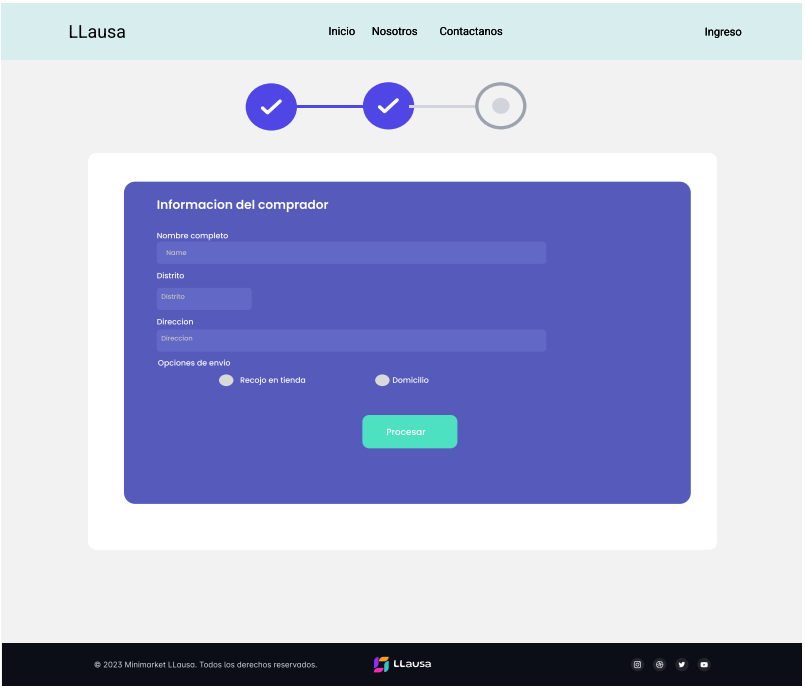 LLausa
Inicio Nosotros Contactanos
Ingreso
Informacion del comprador
Nombre completo
Name
Distrito
Distrito
Direccion
Direccion
Opciones de envio
Recojo en tienda
Domicilio
Procesar
© 2023 Minimarket LLausa. Todos los derechos reservados.
LLausa